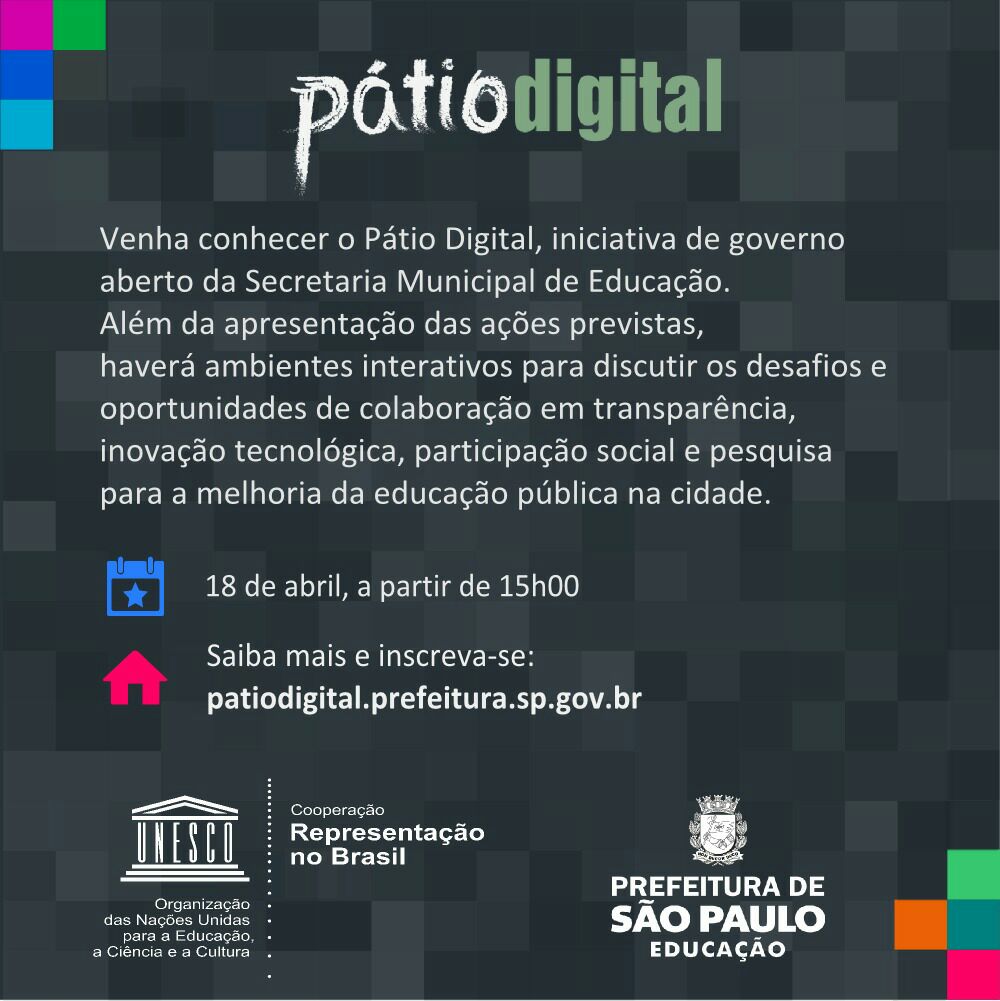 pátiodigital
Venha conhecer o Pátio Digital, iniciativa de governo
aberto da Secretaria Municipal de Educação.
Além da apresentação das ações previstas,
haverá ambientes interativos para discutir os desafios e
oportunidades de colaboração em transparência,
inovação tecnológica, participação social e pesquisa
para a melhoria da educação pública na cidade.
18 de abril, a partir de 15h00
Saiba mais e inscreva-se:
patiodigital.prefeitura.sp.gov.br
UNESCO
Organização
das Nações Unidas
para a Educação,
a Ciência e a Cultura
Cooperação
Representação
no Brasil
PREFEITURA DE
SÃO PAULO
EDUCAÇÃO